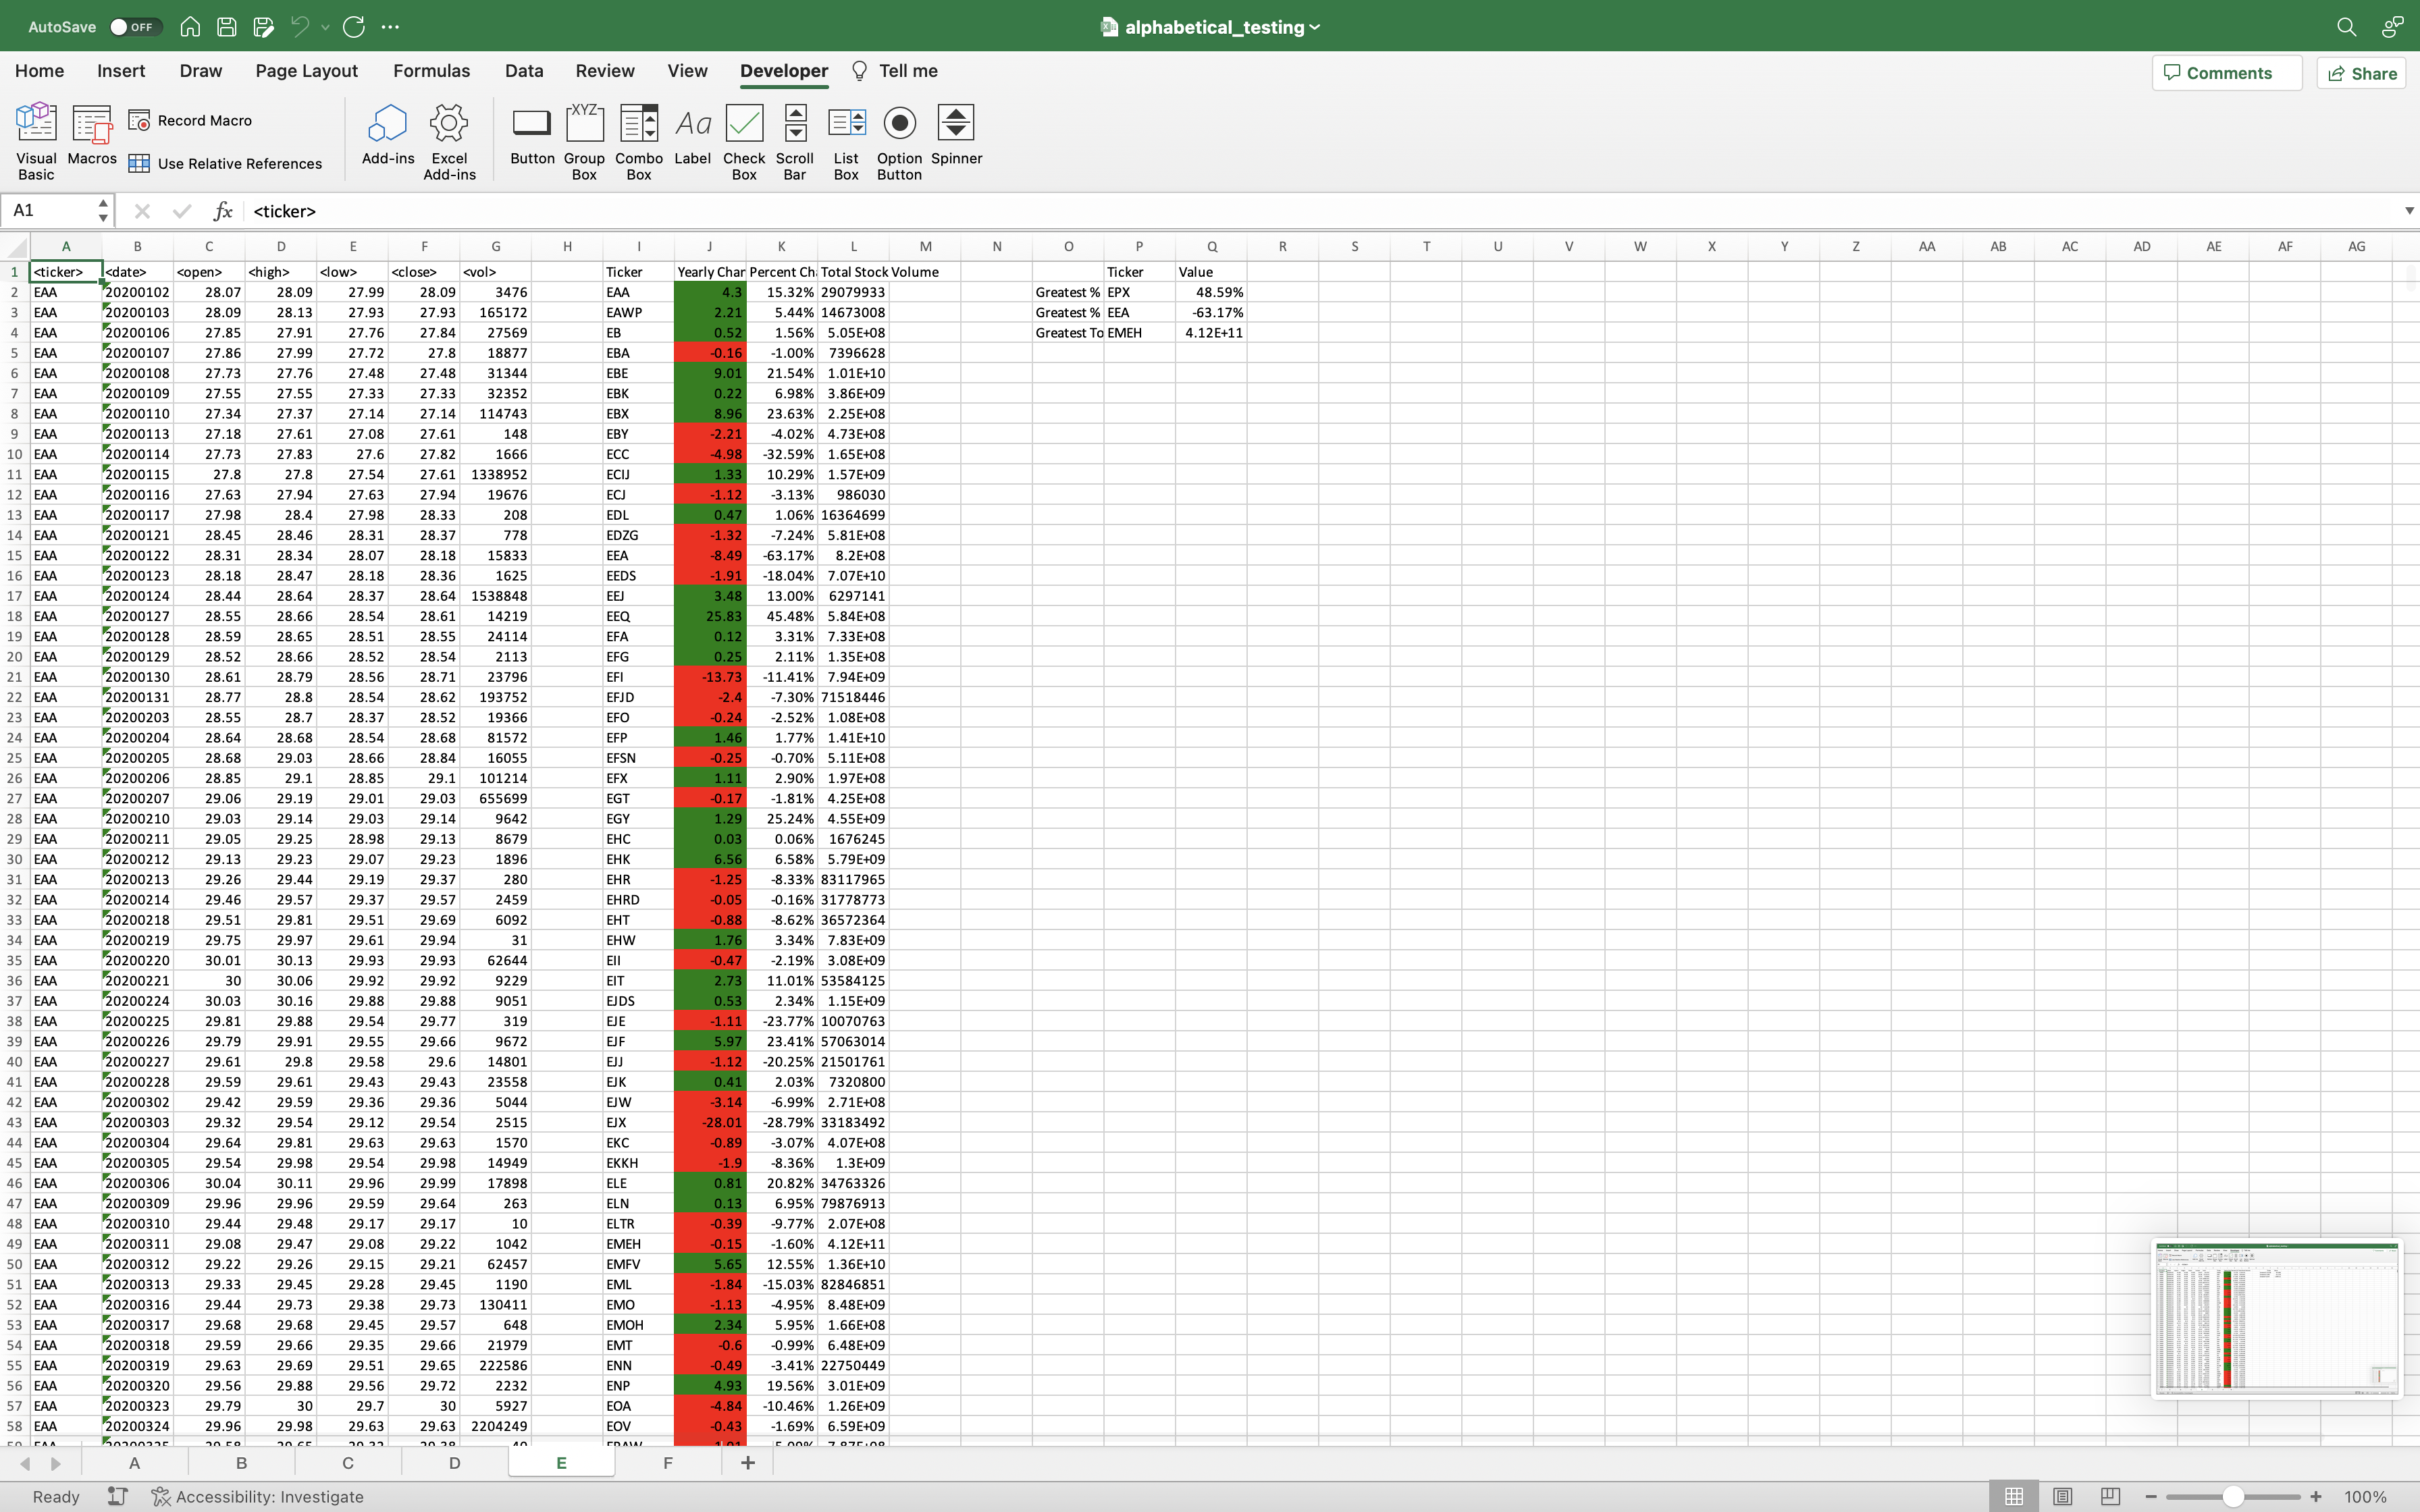 AutoSave OFF alphabetical_testing
Home Insert Draw Page Layout Formulas Data Review View Developer Tell me Comments Share
Visual Basic Macros Record Macro Use Relative References Add-ins Excel Add-ins Button Group Box Combo Box Label Check Box Scroll Bar List Box Option Button Spinner
A1 fx <ticker>
A B C D E F G H I J K L M N O P Q R S T U V W X Y Z AA AB AC AD AE AF AG
1 <ticker> <date> <open> <high> <low> <close> <vol> Ticker Yearly Char Percent Ch Total Stock Volume Ticker Value
2 EAA 20200102 28.07 28.09 27.99 28.09 3476 EAA 4.3 15.32% 29079933 Greatest % EPX 48.59%
3 EAA 20200103 28.09 28.13 27.93 27.93 165172 EAWP 2.21 5.44% 14673008 Greatest % EEA -63.17%
4 EAA 20200106 27.85 27.91 27.76 27.84 27569 EB 0.52 1.56% 5.05E+08 Greatest To EMEH 4.12E+11
5 EAA 20200107 27.86 27.99 27.72 27.8 18877 EBA -0.16 -1.00% 7396628
6 EAA 20200108 27.73 27.76 27.48 27.48 31344 EBE 9.01 21.54% 1.01E+10
7 EAA 20200109 27.55 27.55 27.33 27.33 32352 EBK 0.22 6.98% 3.86E+09
8 EAA 20200110 27.34 27.37 27.14 27.14 114743 EBX 8.96 23.63% 2.25E+08
9 EAA 20200113 27.18 27.61 27.08 27.61 148 EBY -2.21 -4.02% 4.73E+08
10 EAA 20200114 27.73 27.83 27.6 27.82 1666 ECC -4.98 -32.59% 1.65E+08
11 EAA 20200115 27.8 27.8 27.54 27.61 1338952 ECIJ 1.33 10.29% 1.57E+09
12 EAA 20200116 27.63 27.94 27.63 27.94 19676 ECJ -1.12 -3.13% 986030
13 EAA 20200117 27.98 28.4 27.98 28.33 208 EDL 0.47 1.06% 16364699
14 EAA 20200121 28.45 28.46 28.31 28.37 778 EDZG -1.32 -7.24% 5.81E+08
15 EAA 20200122 28.31 28.34 28.07 28.18 15833 EEA -8.49 -63.17% 8.2E+08
16 EAA 20200123 28.18 28.47 28.18 28.36 1625 EEDS -1.91 -18.04% 7.07E+10
17 EAA 20200124 28.44 28.64 28.37 28.64 1538848 EEJ 3.48 13.00% 6297141
18 EAA 20200127 28.55 28.66 28.54 28.61 14219 EEQ 25.83 45.48% 5.84E+08
19 EAA 20200128 28.59 28.65 28.51 28.55 24114 EFA 0.12 3.31% 7.33E+08
20 EAA 20200129 28.52 28.66 28.52 28.54 2113 EFG 0.25 2.11% 1.35E+08
21 EAA 20200130 28.61 28.79 28.56 28.71 23796 EFI -13.73 -11.41% 7.94E+09
22 EAA 20200131 28.77 28.8 28.54 28.62 193752 EFJD -2.4 -7.30% 71518446
23 EAA 20200203 28.55 28.7 28.37 28.52 19366 EFO -0.24 -2.52% 1.08E+08
24 EAA 20200204 28.64 28.68 28.54 28.68 81572 EFP 1.46 1.77% 1.41E+10
25 EAA 20200205 28.68 29.03 28.66 28.84 16055 EFSN -0.25 -0.70% 5.11E+08
26 EAA 20200206 28.85 29.1 28.85 29.1 101214 EFX 1.11 2.90% 1.97E+08
27 EAA 20200207 29.06 29.19 29.01 29.03 655699 EGT -0.17 -1.81% 4.25E+08
28 EAA 20200210 29.03 29.14 29.03 29.14 9642 EGY 1.29 25.24% 4.55E+09
29 EAA 20200211 29.05 29.25 28.98 29.13 8679 EHC 0.03 0.06% 1676245
30 EAA 20200212 29.13 29.23 29.07 29.23 1896 EHK 6.56 6.58% 5.79E+09
31 EAA 20200213 29.26 29.44 29.19 29.37 280 EHR -1.25 -8.33% 83117965
32 EAA 20200214 29.46 29.57 29.37 29.57 2459 EHRD -0.05 -0.16% 31778773
33 EAA 20200218 29.51 29.81 29.51 29.69 6092 EHT -0.88 -8.62% 36572364
34 EAA 20200219 29.75 29.97 29.61 29.94 31 EHW 1.76 3.34% 7.83E+09
35 EAA 20200220 30.01 30.13 29.93 29.93 62644 EII -0.47 -2.19% 3.08E+09
36 EAA 20200221 30 30.06 29.92 29.92 9229 EIT 2.73 11.01% 53584125
37 EAA 20200224 30.03 30.16 29.88 29.88 9051 EJDS 0.53 2.34% 1.15E+09
38 EAA 20200225 29.81 29.88 29.54 29.77 319 EJE -1.11 -23.77% 10070763
39 EAA 20200226 29.79 29.91 29.55 29.66 9672 EJF 5.97 23.41% 57063014
40 EAA 20200227 29.61 29.8 29.58 29.6 14801 EJJ -1.12 -20.25% 21501761
41 EAA 20200228 29.59 29.61 29.43 29.43 23558 EJK 0.41 2.03% 7320800
42 EAA 20200302 29.42 29.59 29.36 29.36 5044 EJW -3.14 -6.99% 2.71E+08
43 EAA 20200303 29.32 29.54 29.12 29.54 2515 EJX -28.01 -28.79% 33183492
44 EAA 20200304 29.64 29.81 29.63 29.63 1570 EKC -0.89 -3.07% 4.07E+08
45 EAA 20200305 29.54 29.98 29.54 29.98 14949 EKKH -1.9 -8.36% 1.3E+09
46 EAA 20200306 30.04 30.11 29.96 29.99 17898 ELE 0.81 20.82% 34763326
47 EAA 20200309 29.96 29.96 29.59 29.64 263 ELN 0.13 6.95% 79876913
48 EAA 20200310 29.44 29.48 29.17 29.17 10 ELTR -0.39 -9.77% 2.07E+08
49 EAA 20200311 29.08 29.47 29.08 29.22 1042 EMEH -0.15 -1.60% 4.12E+11
50 EAA 20200312 29.22 29.26 29.15 29.21 62457 EMFV 5.65 12.55% 1.36E+10
51 EAA 20200313 29.33 29.45 29.28 29.45 1190 EML -1.84 -15.03% 82846851
52 EAA 20200316 29.44 29.73 29.38 29.73 130411 EMO -1.13 -4.95% 8.48E+09
53 EAA 20200317 29.68 29.68 29.45 29.57 648 EMOH 2.34 5.95% 1.66E+08
54 EAA 20200318 29.59 29.66 29.35 29.66 21979 EMT -0.6 -0.99% 6.48E+09
55 EAA 20200319 29.63 29.69 29.51 29.65 222586 ENN -0.49 -3.41% 22750449
56 EAA 20200320 29.56 29.88 29.56 29.72 2232 ENP 4.93 19.56% 3.01E+09
57 EAA 20200323 29.79 30 29.7 30 5927 EOA -4.84 -10.46% 1.26E+09
58 EAA 20200324 29.96 29.98 29.63 29.63 2204249 EOV -0.43 -1.69% 6.59E+09
A B C D E F
Ready Accessibility: Investigate 100%